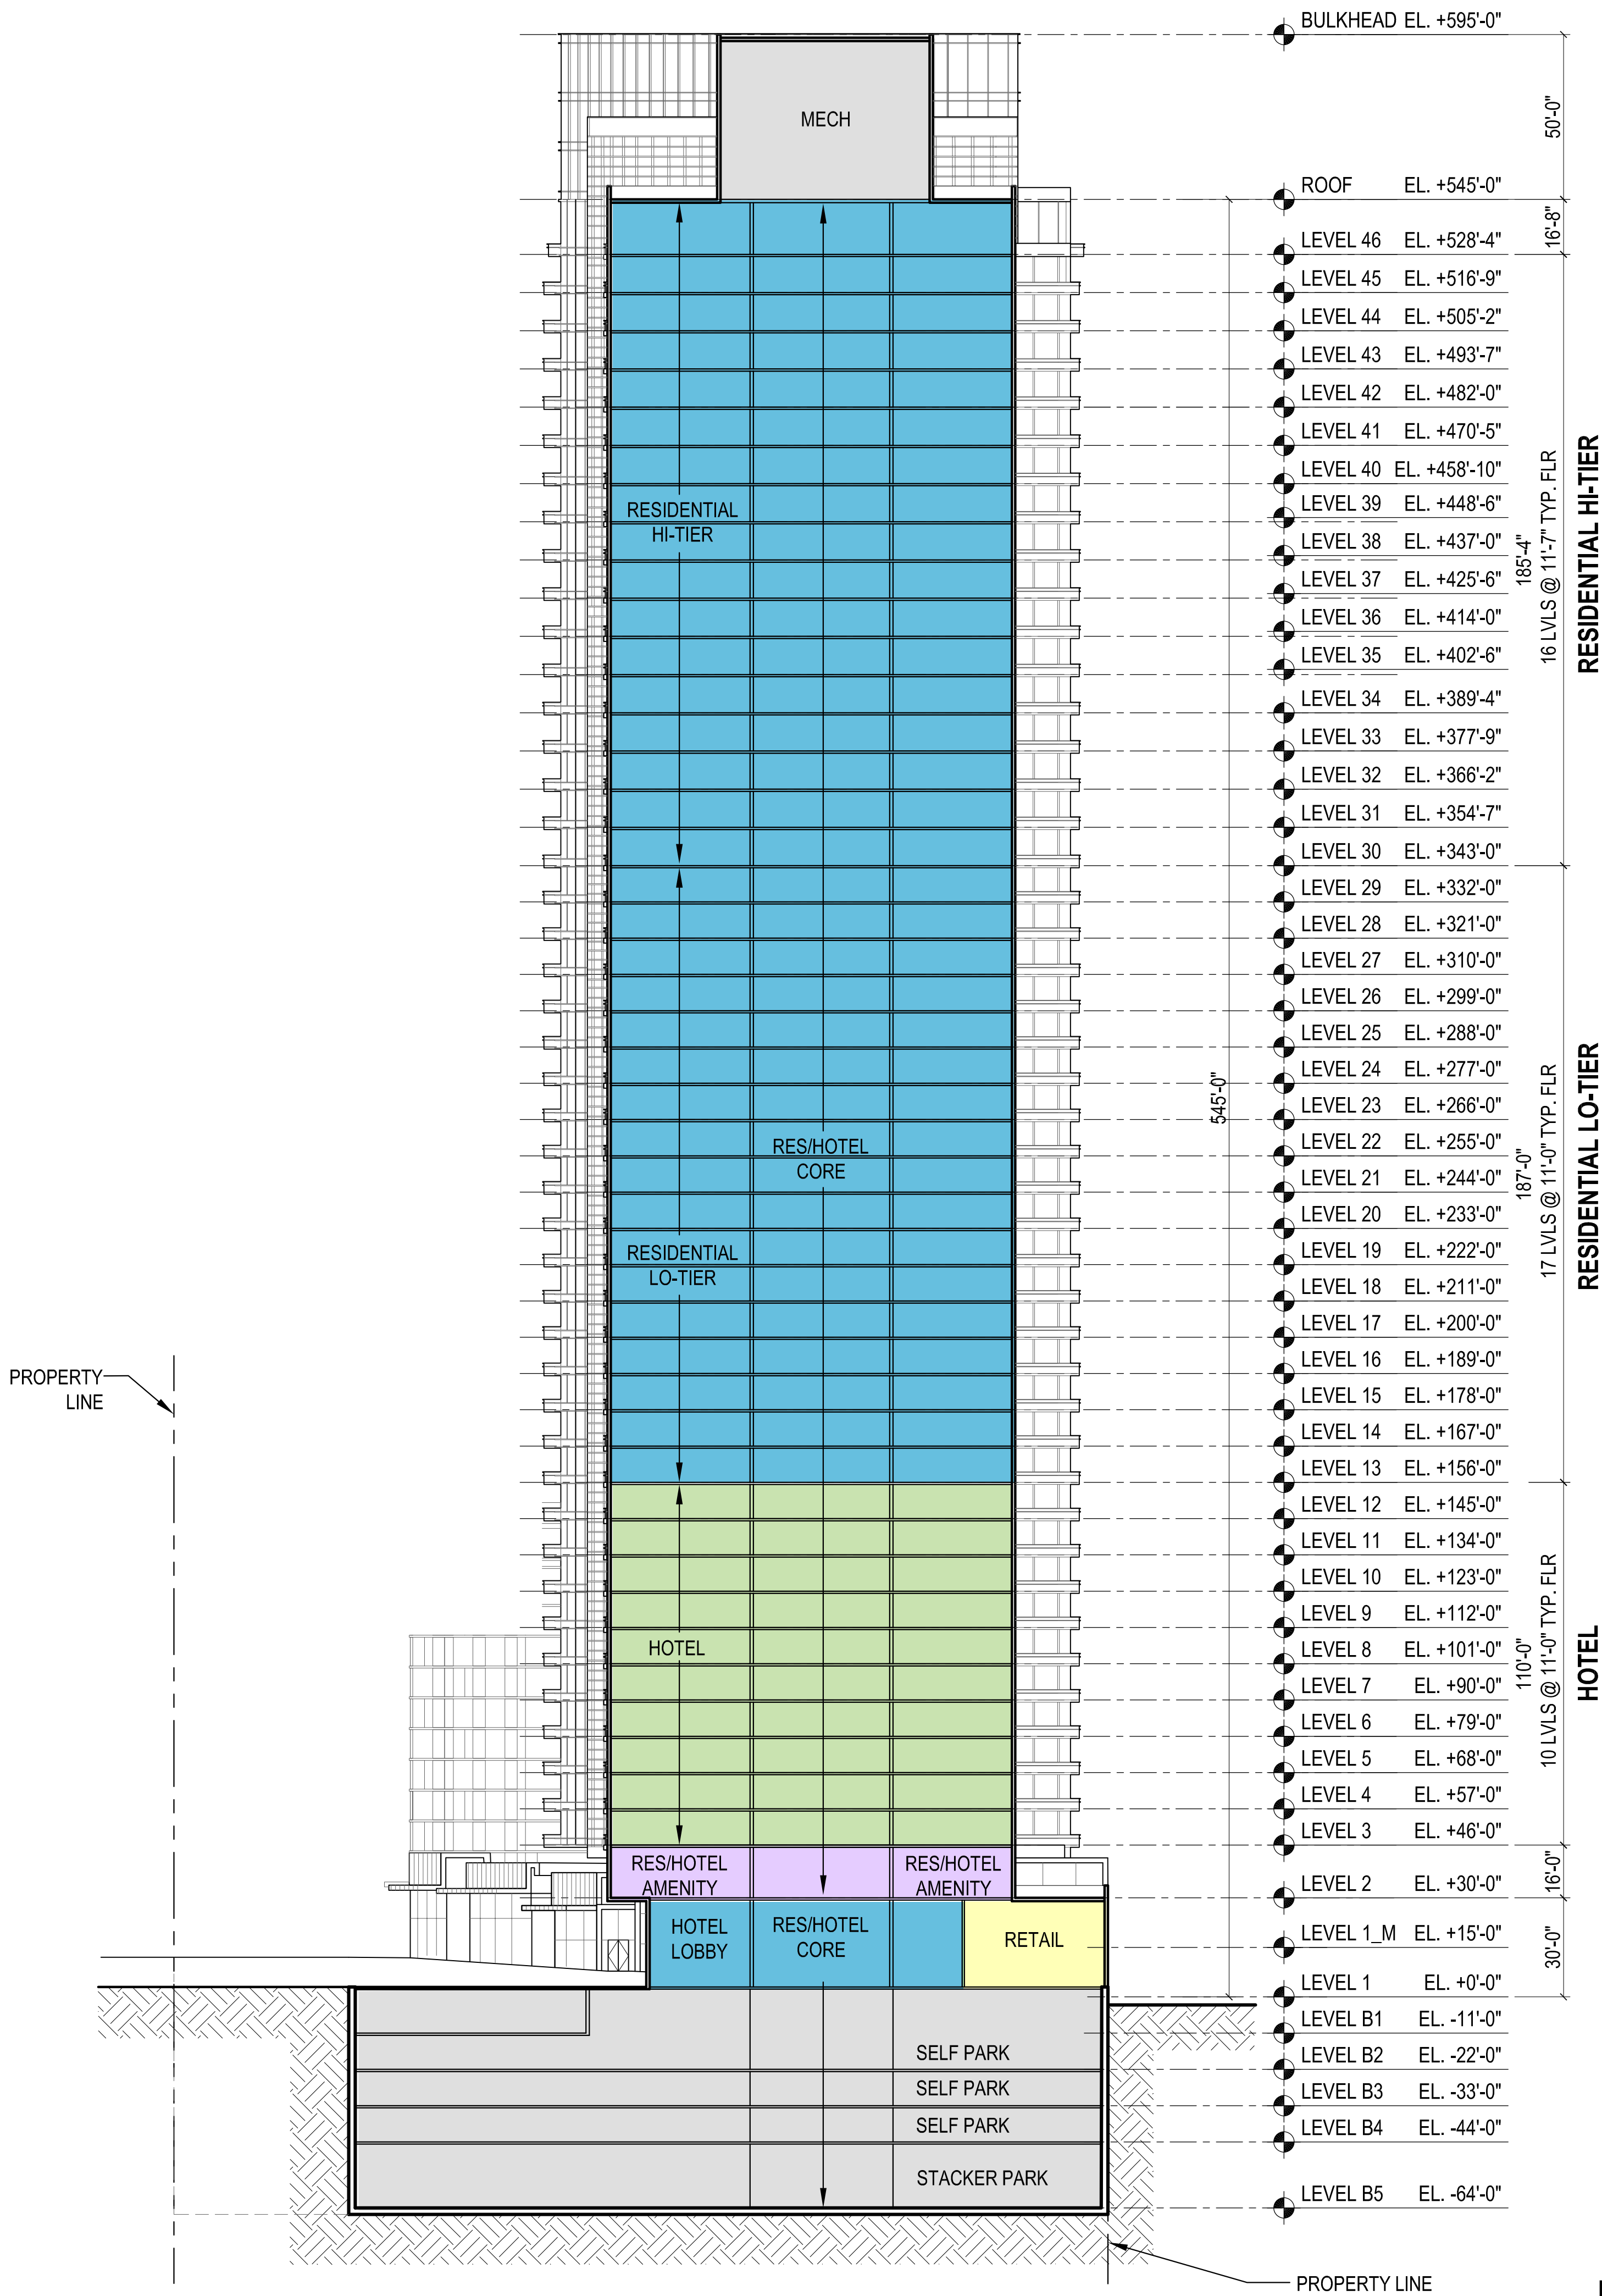 BULKHEAD EL. +595'-0"
50'-0"
MECH
ROOF EL. +545'-0"
16'-8"
LEVEL 46 EL. +528'-4"
LEVEL 45 EL. +516'-9"
LEVEL 44 EL. +505'-2"
LEVEL 43 EL. +493'-7"
LEVEL 42 EL. +482'-0"
LEVEL 41 EL. +470'-5"
LEVEL 40 EL. +458'-10"
LEVEL 39 EL. +448'-6"
LEVEL 38 EL. +437'-0"
LEVEL 37 EL. +425'-6"
LEVEL 36 EL. +414'-0"
LEVEL 35 EL. +402'-6"
LEVEL 34 EL. +389'-4"
LEVEL 33 EL. +377'-9"
LEVEL 32 EL. +366'-2"
LEVEL 31 EL. +354'-7"
LEVEL 30 EL. +343'-0"
185'-4"
16 LVLS @ 11'-7" TYP. FLR
RESIDENTIAL HI-TIER
RESIDENTIAL
HI-TIER
LEVEL 29 EL. +332'-0"
LEVEL 28 EL. +321'-0"
LEVEL 27 EL. +310'-0"
LEVEL 26 EL. +299'-0"
LEVEL 25 EL. +288'-0"
LEVEL 24 EL. +277'-0"
LEVEL 23 EL. +266'-0"
LEVEL 22 EL. +255'-0"
LEVEL 21 EL. +244'-0"
LEVEL 20 EL. +233'-0"
LEVEL 19 EL. +222'-0"
LEVEL 18 EL. +211'-0"
LEVEL 17 EL. +200'-0"
LEVEL 16 EL. +189'-0"
LEVEL 15 EL. +178'-0"
LEVEL 14 EL. +167'-0"
LEVEL 13 EL. +156'-0"
545'-0"
187'-0"
17 LVLS @ 11'-0" TYP. FLR
RESIDENTIAL LO-TIER
RES/HOTEL
CORE
RESIDENTIAL
LO-TIER
PROPERTY
LINE
LEVEL 12 EL. +145'-0"
LEVEL 11 EL. +134'-0"
LEVEL 10 EL. +123'-0"
LEVEL 9 EL. +112'-0"
LEVEL 8 EL. +101'-0"
LEVEL 7 EL. +90'-0"
LEVEL 6 EL. +79'-0"
LEVEL 5 EL. +68'-0"
LEVEL 4 EL. +57'-0"
LEVEL 3 EL. +46'-0"
110'-0"
10 LVLS @ 11'-0" TYP. FLR
HOTEL
HOTEL
RES/HOTEL
AMENITY
RES/HOTEL
AMENITY
LEVEL 2 EL. +30'-0"
16'-0"
HOTEL
LOBBY
RES/HOTEL
CORE
RETAIL
LEVEL 1_M EL. +15'-0"
30'-0"
LEVEL 1 EL. +0'-0"
LEVEL B1 EL. -11'-0"
SELF PARK
LEVEL B2 EL. -22'-0"
SELF PARK
LEVEL B3 EL. -33'-0"
SELF PARK
LEVEL B4 EL. -44'-0"
STACKER PARK
LEVEL B5 EL. -64'-0"
PROPERTY LINE